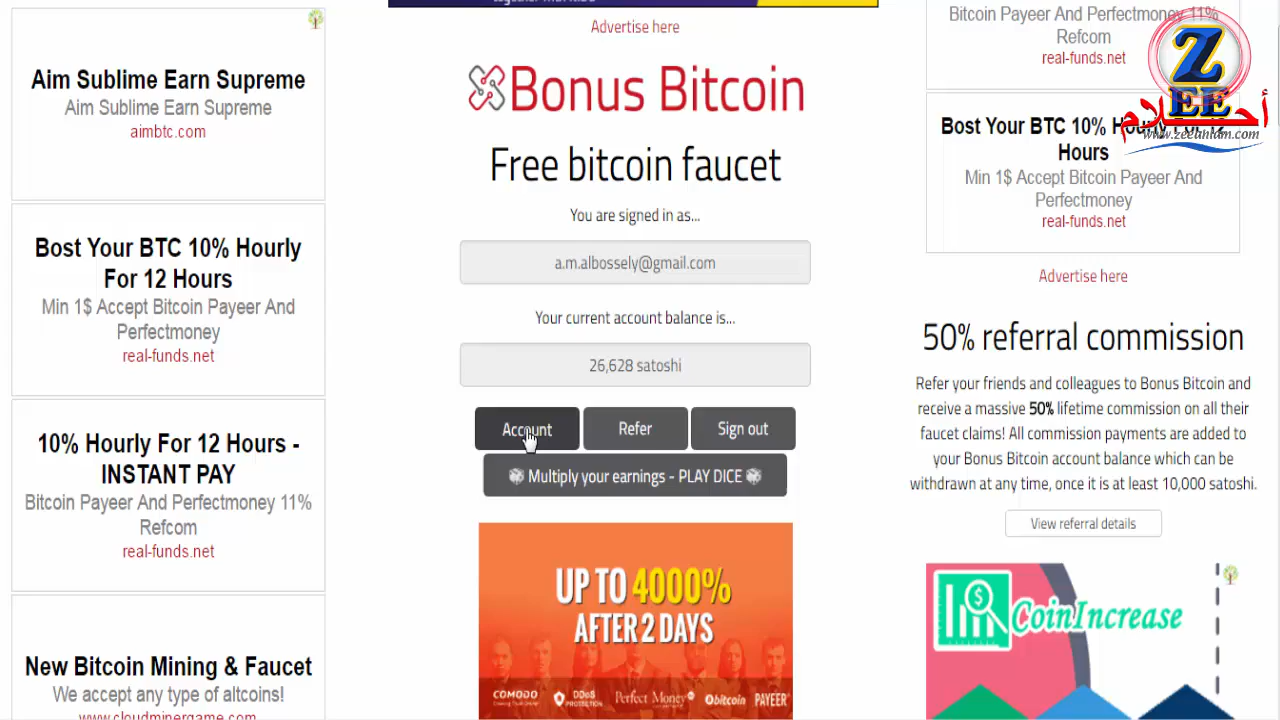 Aim Sublime Earn Supreme
Aim Sublime Earn Supreme
aimbtc.com
Bost Your BTC 10% Hourly
For 12 Hours
Min 1$ Accept Bitcoin Payeer And
Perfectmoney
real-funds.net
10% Hourly For 12 Hours -
INSTANT PAY
Bitcoin Payeer And Perfectmoney 11%
Refcom
real-funds.net
New Bitcoin Mining & Faucet
We accept any type of altcoins!
www.cloudminergame.com
Advertise here
Bonus Bitcoin
Free bitcoin faucet
You are signed in as...
a.m.albossely@gmail.com
Your current account balance is...
26,628 satoshi
Account
Refer
Sign out
Multiply your earnings - PLAY DICE
UP TO 4000%
AFTER 2 DAYS
COMODO
DDoS
PROTECTION
Perfect Money
bitcoin
PAYEER
Bitcoin Payeer And Perfectmoney 11%
Refcom
real-funds.net
Bost Your BTC 10% Hourly For 12
Hours
Min 1$ Accept Bitcoin Payeer And
Perfectmoney
real-funds.net
Z
EE
أحلام
www.zeeahlam.com
Advertise here
50% referral commission
Refer your friends and colleagues to Bonus Bitcoin and
receive a massive 50% lifetime commission on all their
faucet claims! All commission payments are added to
your Bonus Bitcoin account balance which can be
withdrawn at any time, once it is at least 10,000 satoshi.
View referral details
CoinIncrease